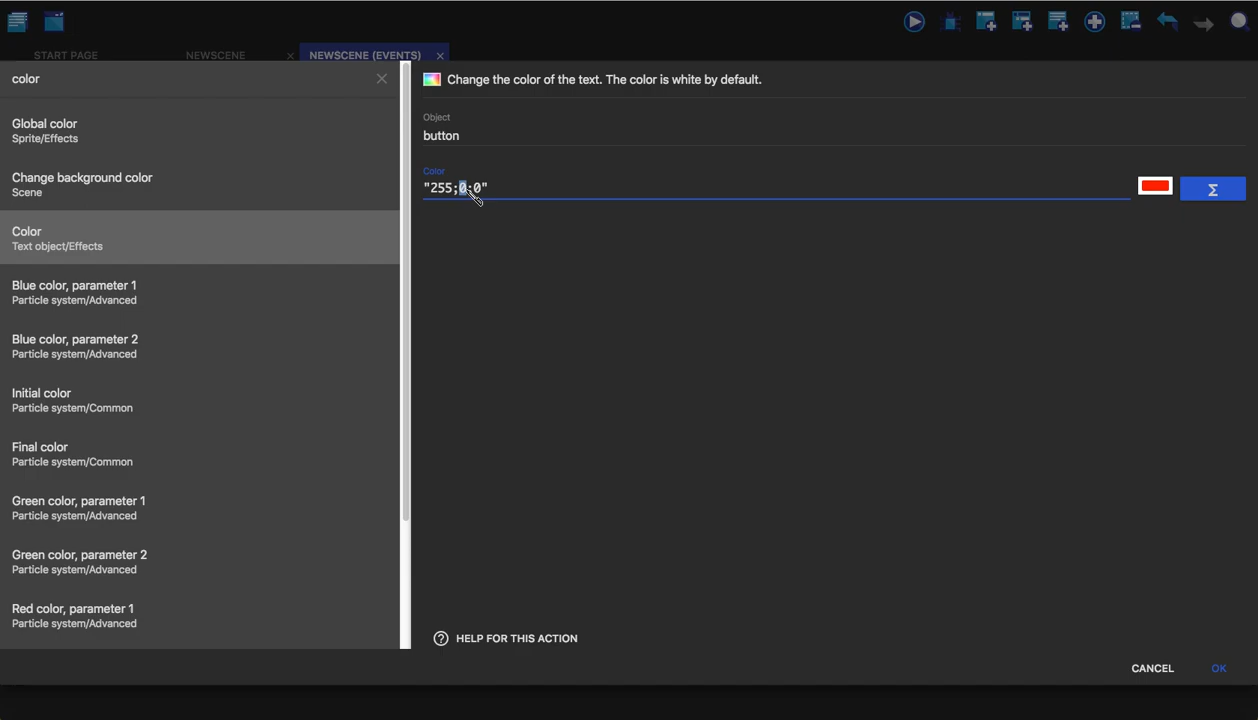 START PAGE
NEWSCENE
NEWSCENE (EVENTS)
color
Global color
Sprite/Effects
Change background color
Scene
Color
Text object/Effects
Blue color, parameter 1
Particle system/Advanced
Blue color, parameter 2
Particle system/Advanced
Initial color
Particle system/Common
Final color
Particle system/Common
Green color, parameter 1
Particle system/Advanced
Green color, parameter 2
Particle system/Advanced
Red color, parameter 1
Particle system/Advanced
Change the color of the text. The color is white by default.
Object
button
Color
"255;0;0"
Σ
HELP FOR THIS ACTION
CANCEL
OK